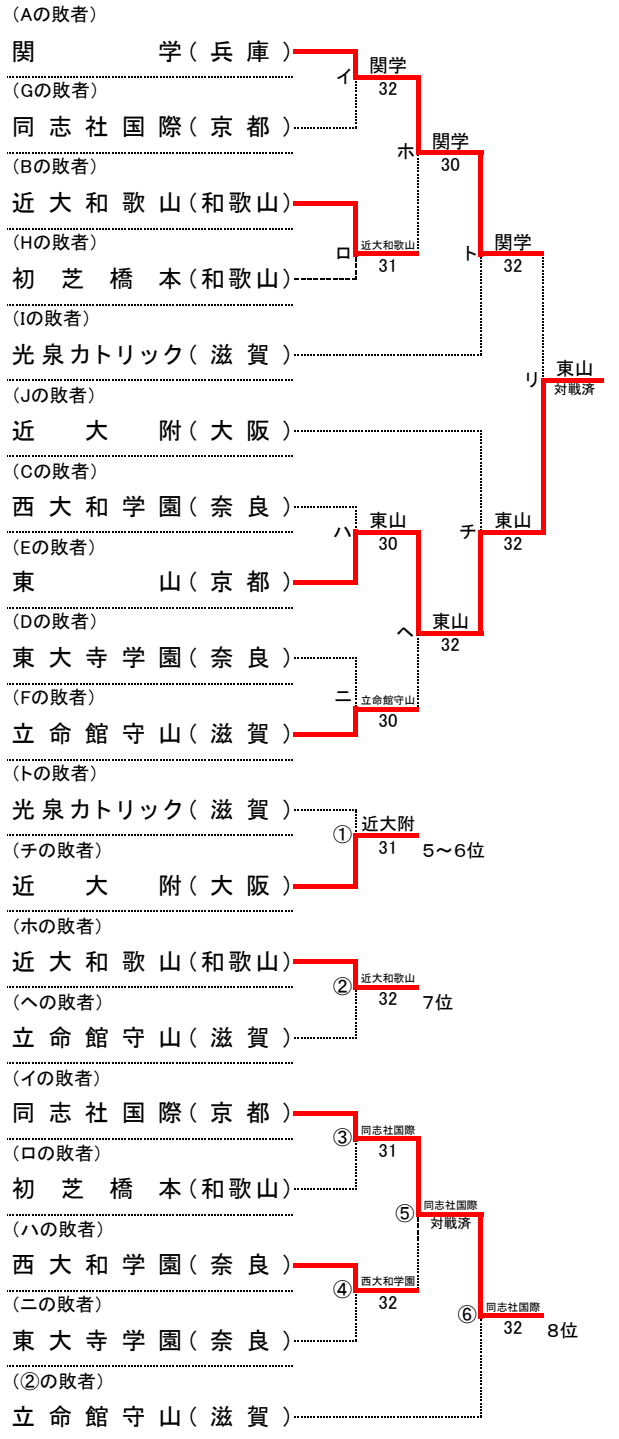 (Aの敗者)
関学(兵庫)
イ 関学
32
(Gの敗者)
同志社国際(京都)
ホ 関学
30
(Bの敗者)
近大和歌山(和歌山)
ロ 近大和歌山
31
(Hの敗者)
初芝橋本(和歌山)
ト 関学
32
(Iの敗者)
光泉カトリック(滋賀)
リ 東山
対戦済
(Jの敗者)
近大附(大阪)
(Cの敗者)
西大和学園(奈良)
ハ 東山
30
チ 東山
32
(Eの敗者)
東山(京都)
(Dの敗者)
東大寺学園(奈良)
ヘ 東山
32
(Fの敗者)
立命館守山(滋賀)
ニ 立命館守山
30
(トの敗者)
光泉カトリック(滋賀)
① 近大附
31 5~6位
(チの敗者)
近大附(大阪)
(ホの敗者)
近大和歌山(和歌山)
② 近大和歌山
32 7位
(ヘの敗者)
立命館守山(滋賀)
(イの敗者)
同志社国際(京都)
③ 同志社国際
31
(ロの敗者)
初芝橋本(和歌山)
⑤ 同志社国際
対戦済
(ハの敗者)
西大和学園(奈良)
④ 西大和学園
32
(ニの敗者)
東大寺学園(奈良)
⑥ 同志社国際
32 8位
(②の敗者)
立命館守山(滋賀)